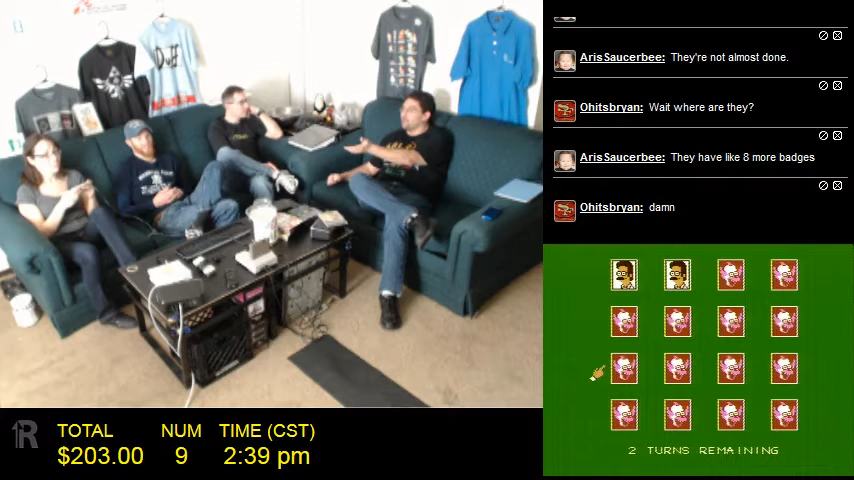 Duff
ArisSaucerbee: They're not almost done.
Ohitsbryan: Wait where are they?
ArisSaucerbee: They have like 8 more badges
Ohitsbryan: damn
2 TURNS REMAINING
R
TOTAL NUM TIME (CST)
$203.00 9 2:39 pm